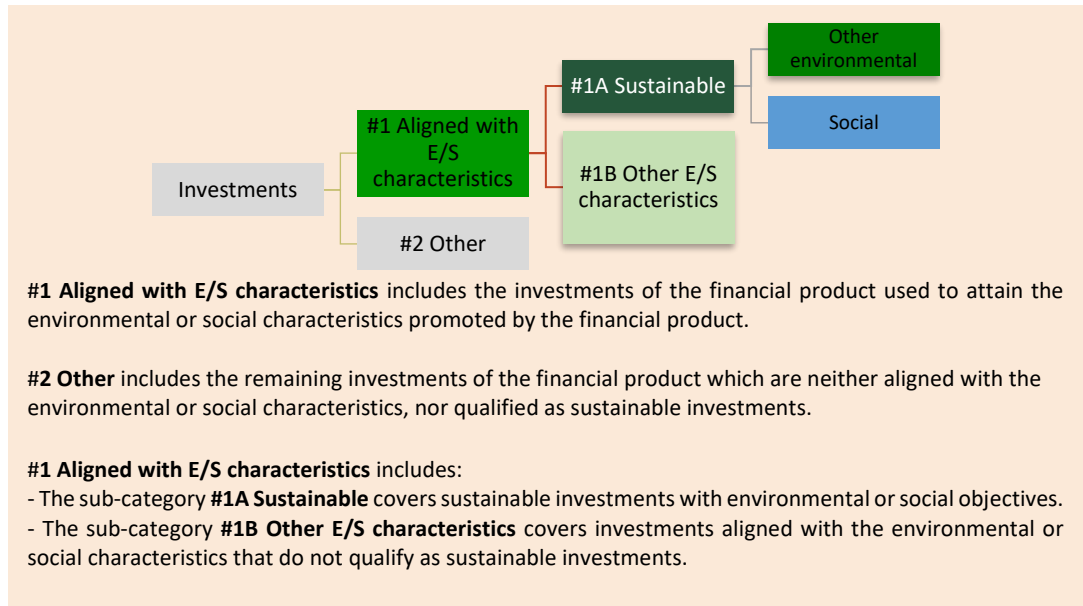 Other
environmental
#1A Sustainable
#1 Aligned with
E/S
characteristics
Social
#1B Other E/S
characteristics
Investments
#2 Other
#1 Aligned with E/S characteristics includes the investments of the financial product used to attain the
environmental or social characteristics promoted by the financial product.
#2 Other includes the remaining investments of the financial product which are neither aligned with the
environmental or social characteristics, nor qualified as sustainable investments.
#1 Aligned with E/S characteristics includes:
- The sub-category #1A Sustainable covers sustainable investments with environmental or social objectives.
- The sub-category #1B Other E/S characteristics covers investments aligned with the environmental or
social characteristics that do not qualify as sustainable investments.